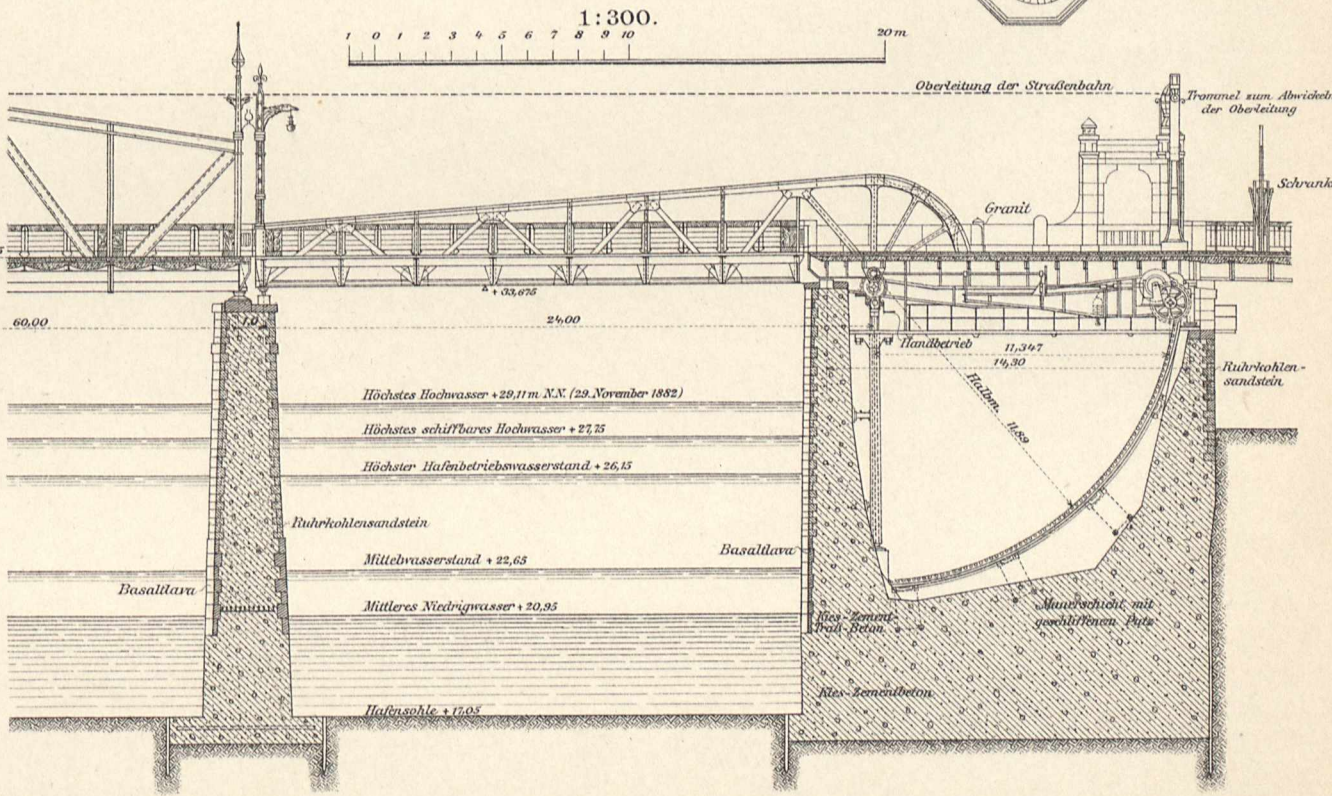 1:300.
1 0 1 2 3 4 5 6 7 8 9 10 20 m
Oberleitung der Straßenbahn
Trommel zum Abwickeln
der Oberleitung
Schrank
Granit
+ 33,675
60,00
24,00
Handbetrieb
11,347
14,30
Halbm. 11,89
Ruhrkohlen-
sandstein
Höchstes Hochwasser + 29,11 m N.N. (29. November 1882)
Höchstes schiffbares Hochwasser + 27,75
Höchster Hafenbetriebswasserstand + 26,15
Ruhrkohlensandstein
Mittelwasserstand + 22,65
Basaltlava
Basaltlava
Mittleres Niedrigwasser + 20,95
Kies-Zement-
Traß-Beton
Mauerschicht, mit
geschliffenem Putz
Kies-Zementbeton
Hafensohle + 17,05